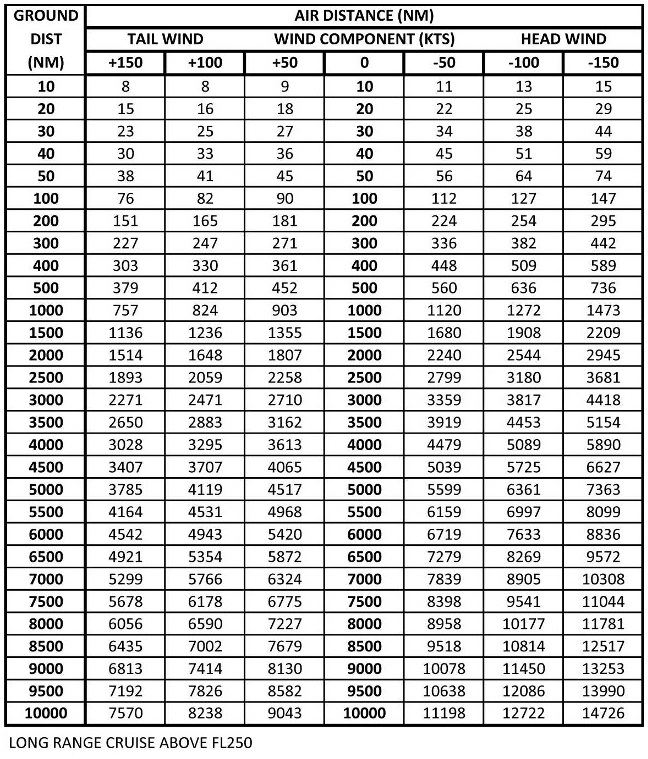 GROUND AIR DISTANCE (NM)
DIST TAIL WIND WIND COMPONENT (KTS) HEAD WIND
(NM) +150 +100 +50 0 -50 -100 -150
10 8 8 9 10 11 13 15
20 15 16 18 20 22 25 29
30 23 25 27 30 34 38 44
40 30 33 36 40 45 51 59
50 38 41 45 50 56 64 74
100 76 82 90 100 112 127 147
200 151 165 181 200 224 254 295
300 227 247 271 300 336 382 442
400 303 330 361 400 448 509 589
500 379 412 452 500 560 636 736
1000 757 824 903 1000 1120 1272 1473
1500 1136 1236 1355 1500 1680 1908 2209
2000 1514 1648 1807 2000 2240 2544 2945
2500 1893 2059 2258 2500 2799 3180 3681
3000 2271 2471 2710 3000 3359 3817 4418
3500 2650 2883 3162 3500 3919 4453 5154
4000 3028 3295 3613 4000 4479 5089 5890
4500 3407 3707 4065 4500 5039 5725 6627
5000 3785 4119 4517 5000 5599 6361 7363
5500 4164 4531 4968 5500 6159 6997 8099
6000 4542 4943 5420 6000 6719 7633 8836
6500 4921 5354 5872 6500 7279 8269 9572
7000 5299 5766 6324 7000 7839 8905 10308
7500 5678 6178 6775 7500 8398 9541 11044
8000 6056 6590 7227 8000 8958 10177 11781
8500 6435 7002 7679 8500 9518 10814 12517
9000 6813 7414 8130 9000 10078 11450 13253
9500 7192 7826 8582 9500 10638 12086 13990
10000 7570 8238 9043 10000 11198 12722 14726
LONG RANGE CRUISE ABOVE FL250